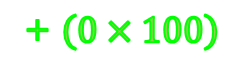 + (0 × 100)